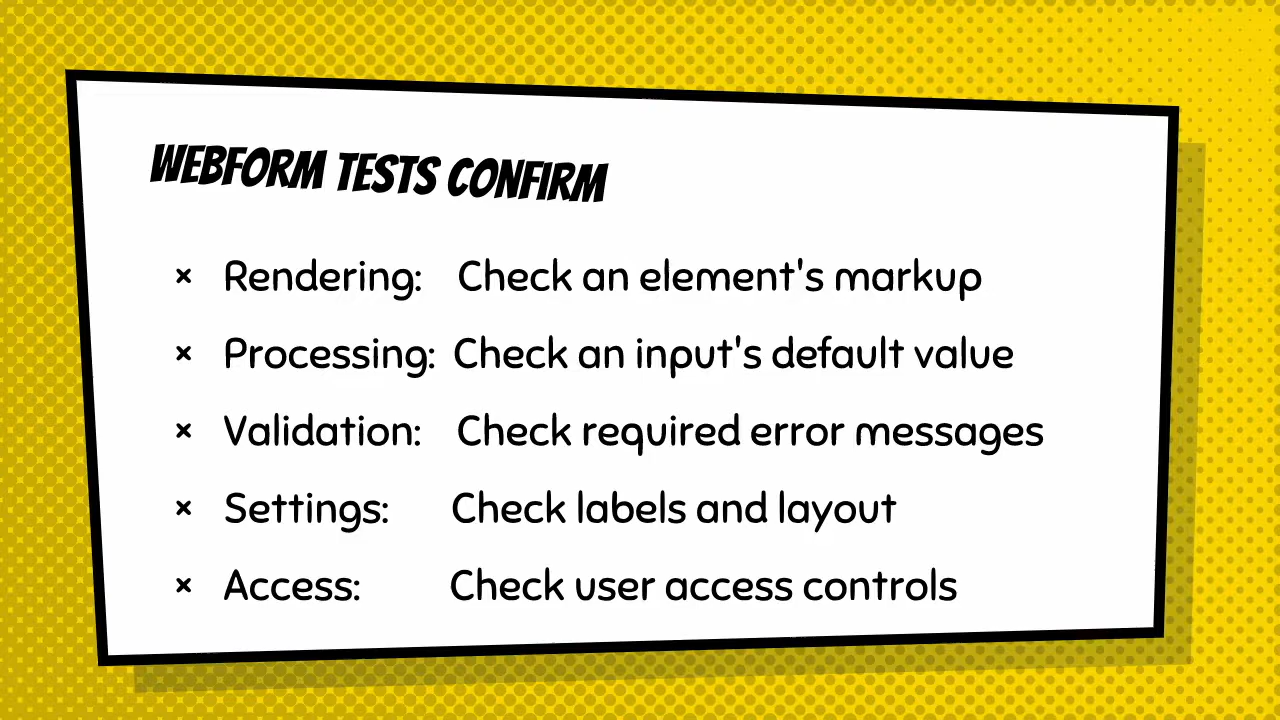 WEBFORM TESTS CONFIRM
× Rendering: Check an element's markup
× Processing: Check an input's default value
× Validation: Check required error messages
× Settings: Check labels and layout
× Access: Check user access controls